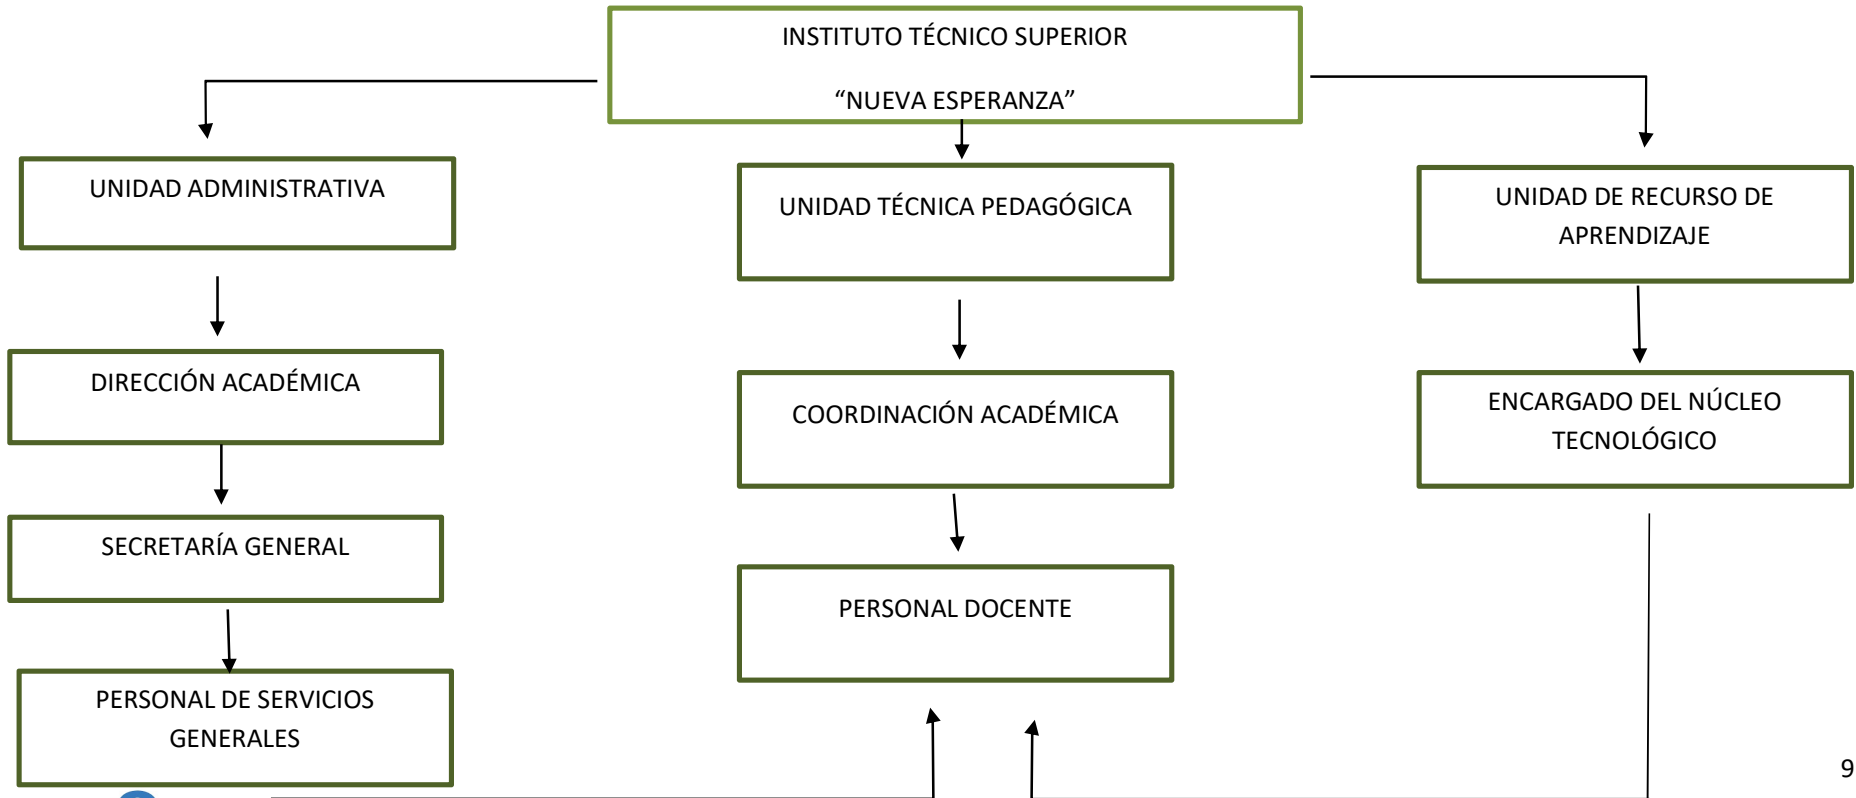 INSTITUTO TÉCNICO SUPERIOR
“NUEVA ESPERANZA”
UNIDAD ADMINISTRATIVA
UNIDAD TÉCNICA PEDAGÓGICA
UNIDAD DE RECURSO DE
APRENDIZAJE
DIRECCIÓN ACADÉMICA
COORDINACIÓN ACADÉMICA
ENCARGADO DEL NÚCLEO
TECNOLÓGICO
SECRETARÍA GENERAL
PERSONAL DOCENTE
PERSONAL DE SERVICIOS
GENERALES
9